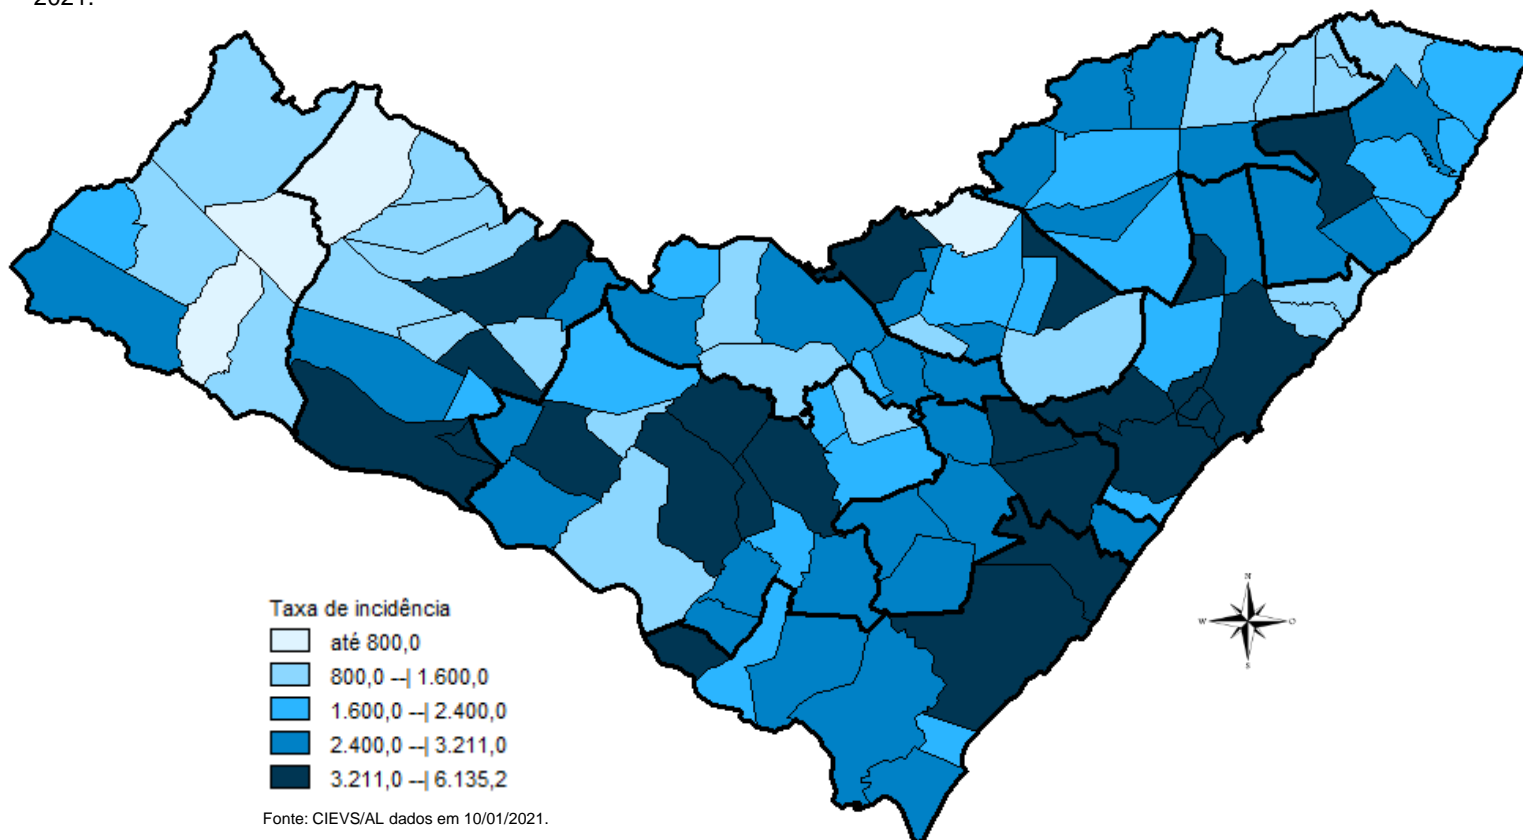 2021.
Taxa de incidência
até 800,0
800,0 --| 1.600,0
1.600,0 --| 2.400,0
2.400,0 --| 3.211,0
3.211,0 --| 6.135,2
Fonte: CIEVS/AL dados em 10/01/2021.
N
W
O
S